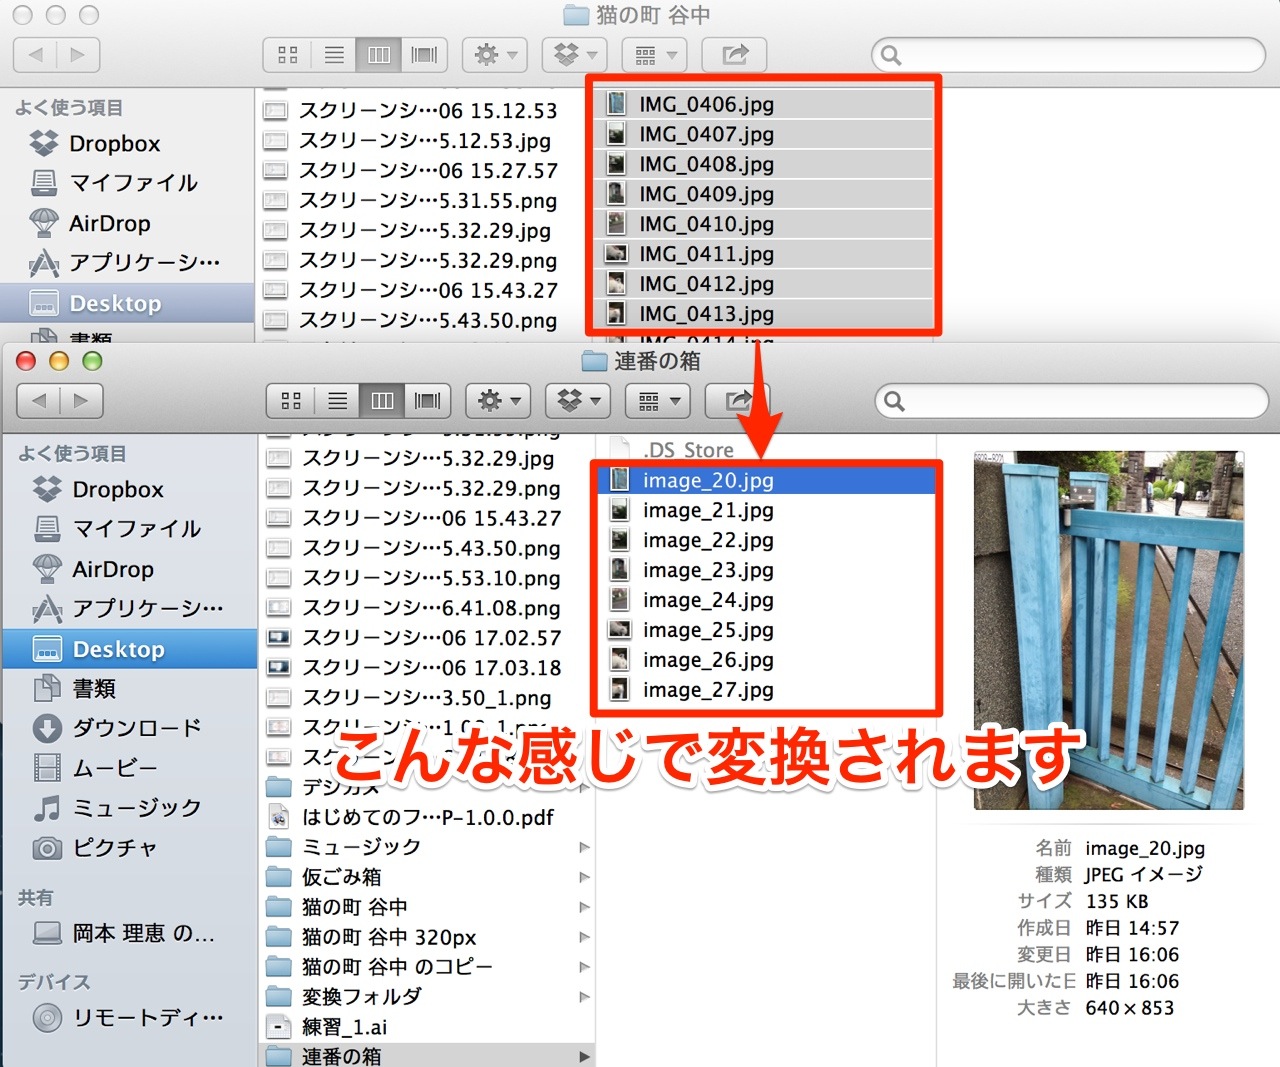 猫の町 谷中
よく使う項目
Dropbox
マイファイル
AirDrop
アプリケーシ…
Desktop
書類
スクリーンシ…06 15.12.53
スクリーンシ…5.12.53.jpg
スクリーンシ…06 15.27.57
スクリーンシ…5.31.55.png
スクリーンシ…5.32.29.jpg
スクリーンシ…5.32.29.png
スクリーンシ…06 15.43.27
スクリーンシ…5.43.50.png
IMG_0406.jpg
IMG_0407.jpg
IMG_0408.jpg
IMG_0409.jpg
IMG_0410.jpg
IMG_0411.jpg
IMG_0412.jpg
IMG_0413.jpg
IMG_0414.jpg
連番の箱
よく使う項目
Dropbox
マイファイル
AirDrop
アプリケーシ…
Desktop
書類
ダウンロード
ムービー
ミュージック
ピクチャ
共有
岡本 理恵 の…
デバイス
リモートディ…
スクリーンシ…5.32.29.jpg
スクリーンシ…5.32.29.png
スクリーンシ…06 15.43.27
スクリーンシ…5.43.50.png
スクリーンシ…5.53.10.png
スクリーンシ…6.41.08.png
スクリーンシ…06 17.02.57
スクリーンシ…06 17.03.18
スクリーンシ…3.50_1.png
デジカメ
はじめてのフ…P-1.0.0.pdf
ミュージック
仮ごみ箱
猫の町 谷中
猫の町 谷中 320px
猫の町 谷中 のコピー
変換フォルダ
練習_1.ai
連番の箱
.DS_Store
image_20.jpg
image_21.jpg
image_22.jpg
image_23.jpg
image_24.jpg
image_25.jpg
image_26.jpg
image_27.jpg
こんな感じで変換されます
名前 image_20.jpg
種類 JPEG イメージ
サイズ 135 KB
作成日 昨日 14:57
変更日 昨日 16:06
最後に開いた日 昨日 16:06
大きさ 640×853